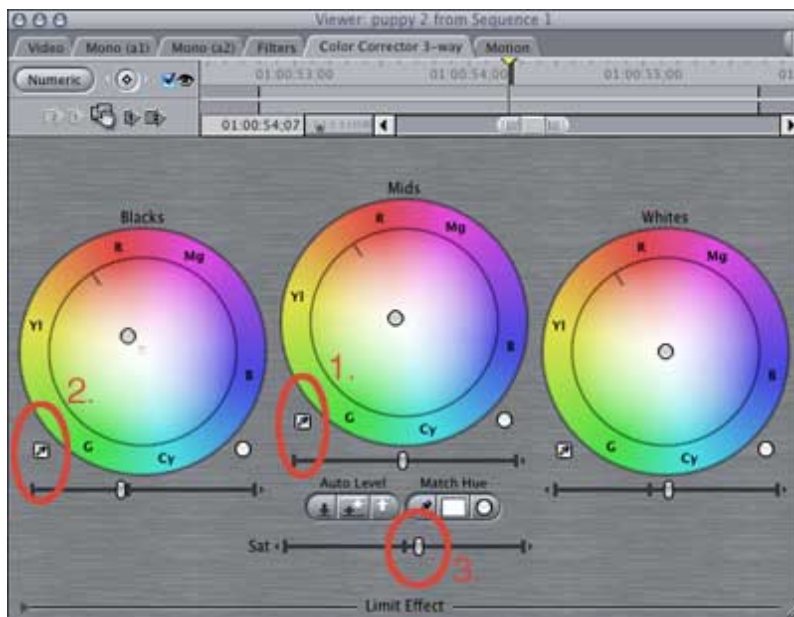 Viewer: puppy 2 from Sequence 1
Video Mono (a1) Mono (a2) Filters Color Corrector 3-way Motion
Numeric
01:00:53;00 01:00:54;00 01:00:55;00 01
01:00:54;07
Mids
Blacks Whites
R Mg Yl B G Cy
R Mg Yl B G Cy
R Mg Yl B G Cy
1.
2.
Auto Level Match Hue
Sat
3.
Limit Effect